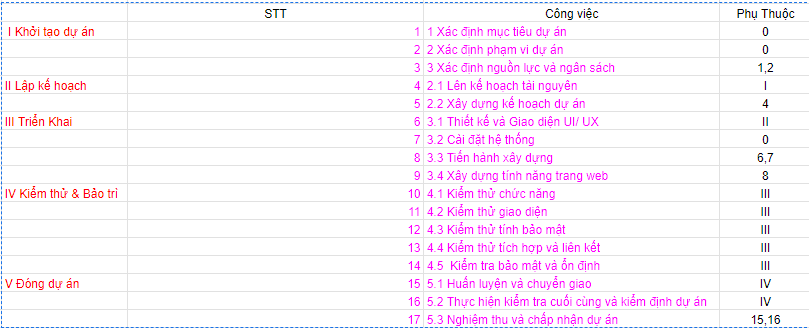 STT Công việc Phụ Thuộc
I Khởi tạo dự án 1 1 Xác định mục tiêu dự án 0
2 2 Xác định phạm vi dự án 0
3 3 Xác định nguồn lực và ngân sách 1,2
II Lập kế hoạch 4 2.1 Lên kế hoạch tài nguyên I
5 2.2 Xây dựng kế hoạch dự án 4
III Triển Khai 6 3.1 Thiết kế và Giao diện UI/ UX II
7 3.2 Cài đặt hệ thống 0
8 3.3 Tiến hành xây dựng 6,7
9 3.4 Xây dựng tính năng trang web 8
IV Kiểm thử & Bảo trì 10 4.1 Kiểm thử chức năng III
11 4.2 Kiểm thử giao diện III
12 4.3 Kiểm thử tính bảo mật III
13 4.4 Kiểm thử tích hợp và liên kết III
14 4.5 Kiểm tra bảo mật và ổn định III
V Đóng dự án 15 5.1 Huấn luyện và chuyển giao IV
16 5.2 Thực hiện kiểm tra cuối cùng và kiểm định dự án IV
17 5.3 Nghiệm thu và chấp nhận dự án 15,16